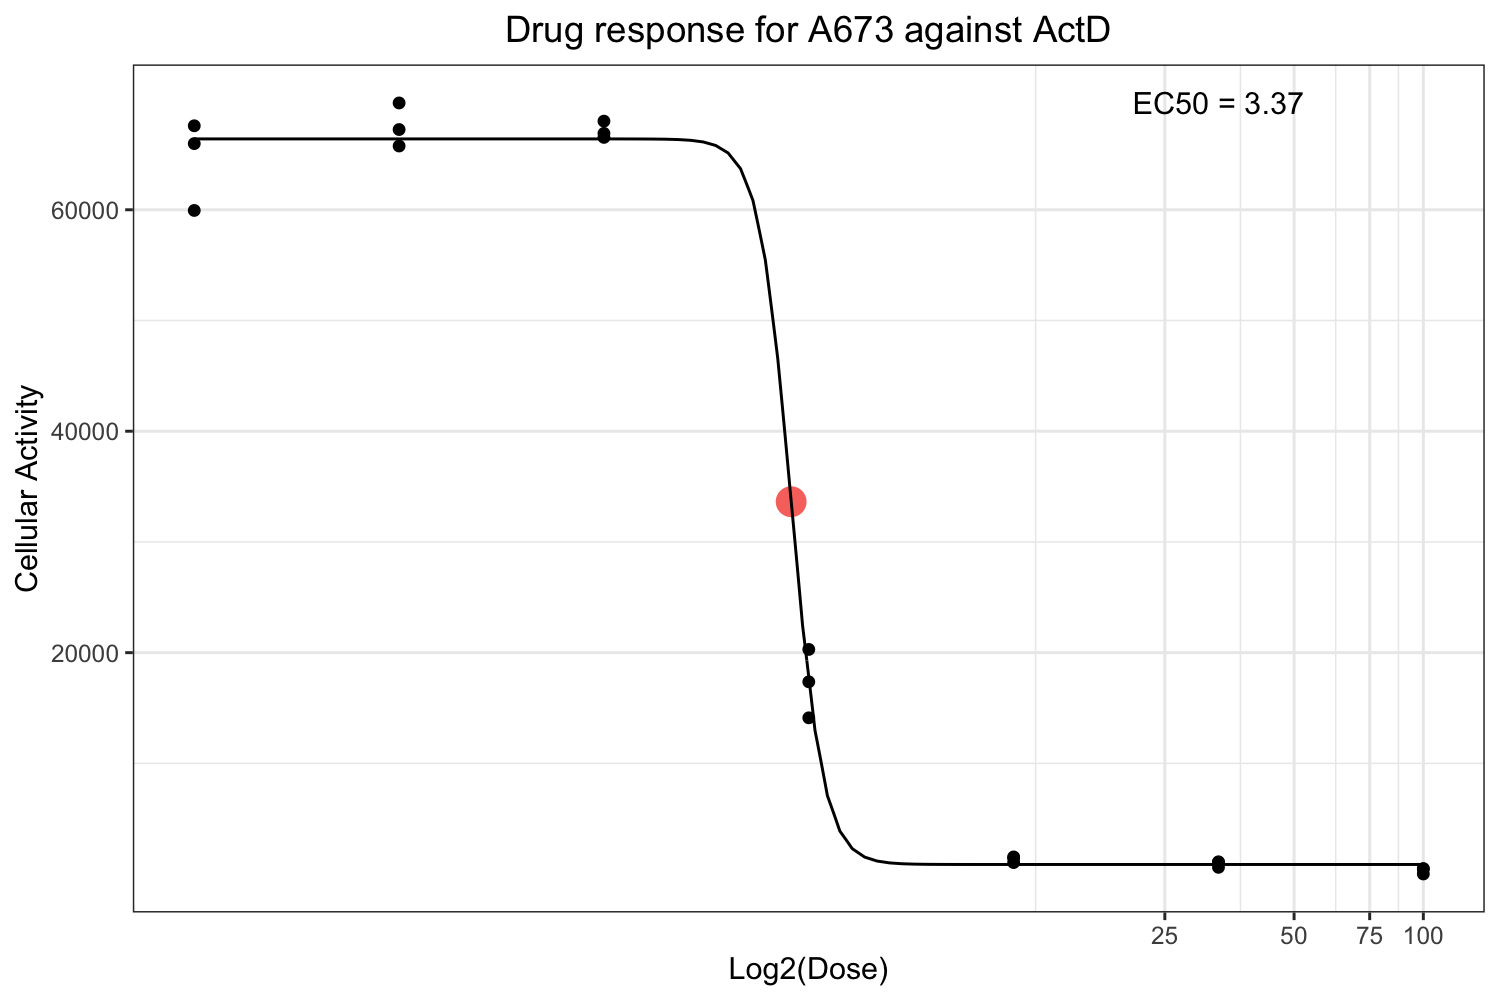 Drug response for A673 against ActD
EC50 = 3.37
60000
40000
20000
Cellular Activity
25 50 75 100
Log2(Dose)